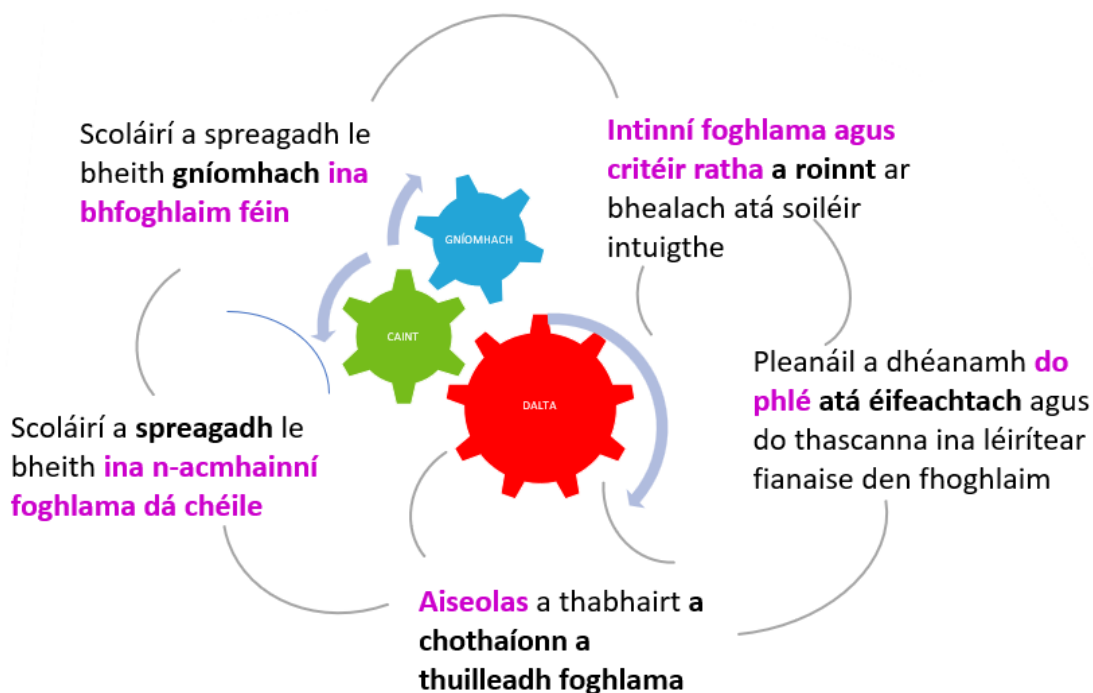 Scoláirí a spreagadh le
bheith gníomhach ina
bhfoghlaim féin
Intinní foghlama agus
critéir ratha a roinnt ar
bhealach atá soiléir
intuigthe
GNÍOMHACH
CAINT
DALTA
Pleanáil a dhéanamh do
phlé atá éifeachtach agus
do thascanna ina léirítear
fianaise den fhoghlaim
Scoláirí a spreagadh le
bheith ina n-acmhainní
foghlama dá chéile
Aiseolas a thabhairt a
chothaíonn a
thuilleadh foghlama